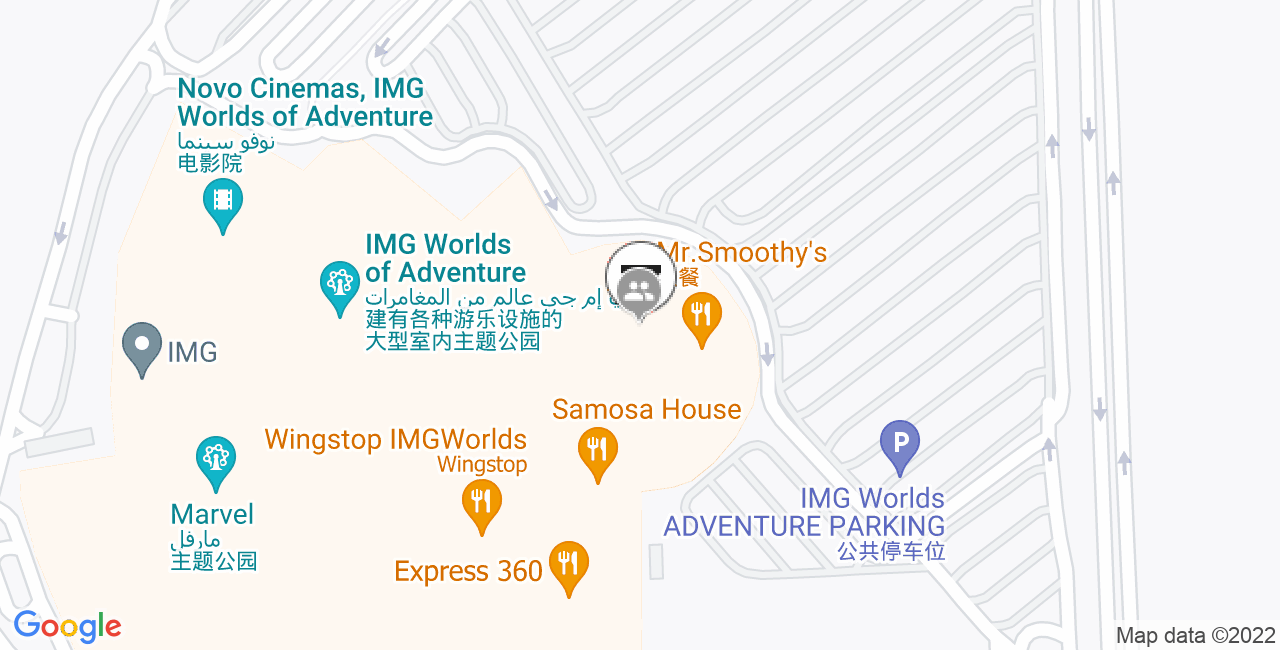 Novo Cinemas, IMG
Worlds of Adventure
نوفو سينما
电影院
IMG Worlds
of Adventure
إم جي عالم من المغامرات
建有各种游乐设施的
大型室内主题公园
Mr.Smoothy's
餐
IMG
Samosa House
Wingstop IMGWorlds
Wingstop
Marvel
مارفل
主题公园
Express 360
P
IMG Worlds
ADVENTURE PARKING
公共停车位
Google
Map data ©2022